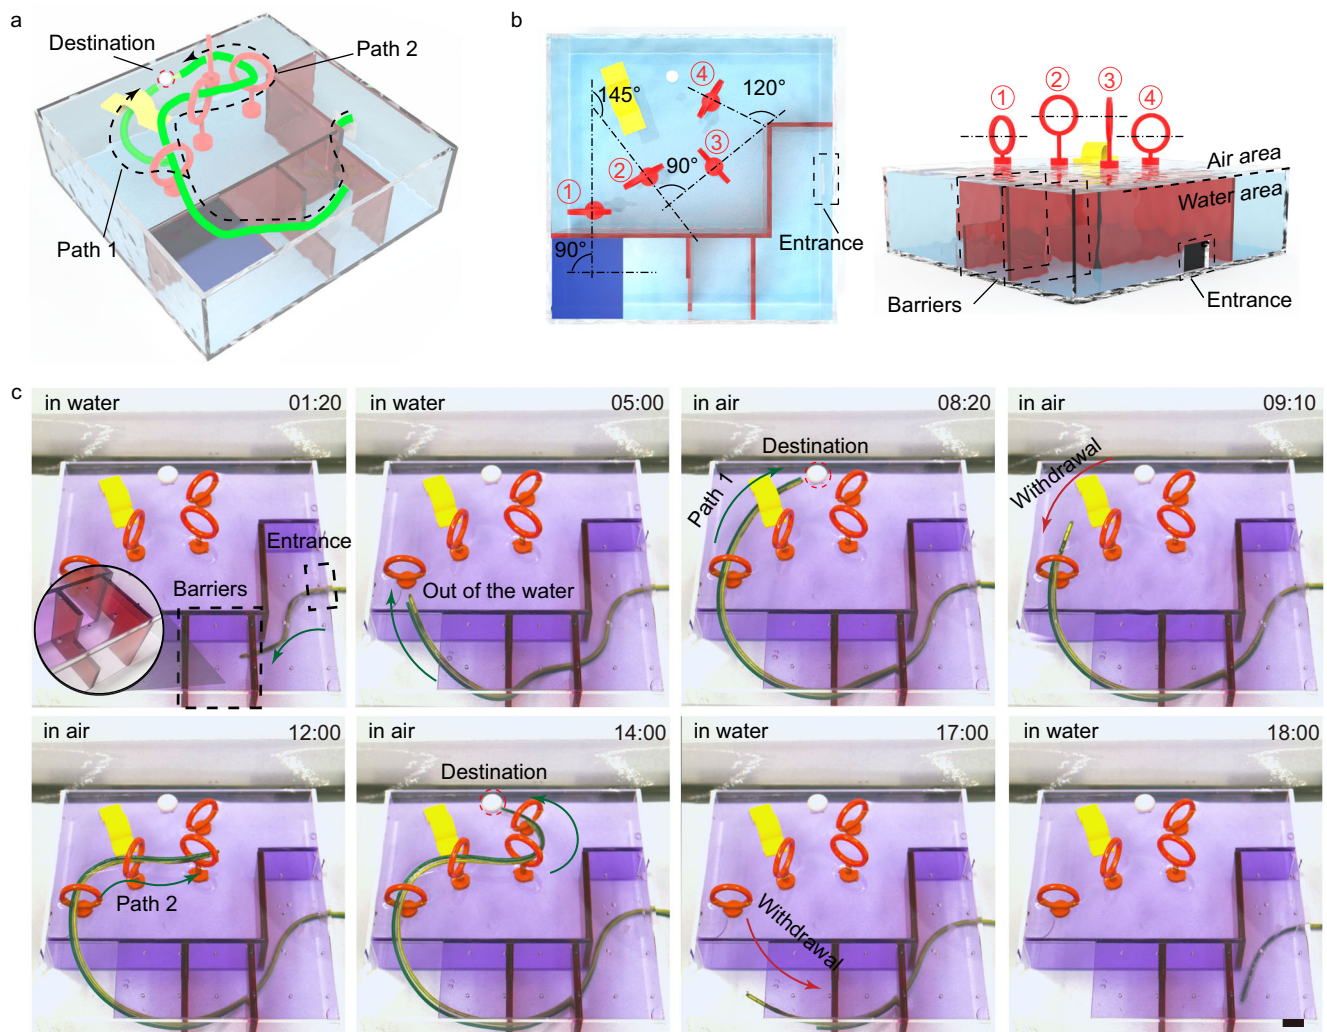 a
Destination
Path 2
Path 1
b
④
145°
120°
③
②
90°
①
90°
Entrance
①
②
③
④
Air area
Water area
Barriers
Entrance
c
in water
01:20
Entrance
Barriers
in water
05:00
Out of the water
in air
08:20
Destination
Path 1
in air
09:10
Withdrawal
in air
12:00
Path 2
in air
14:00
Destination
in water
17:00
Withdrawal
in water
18:00